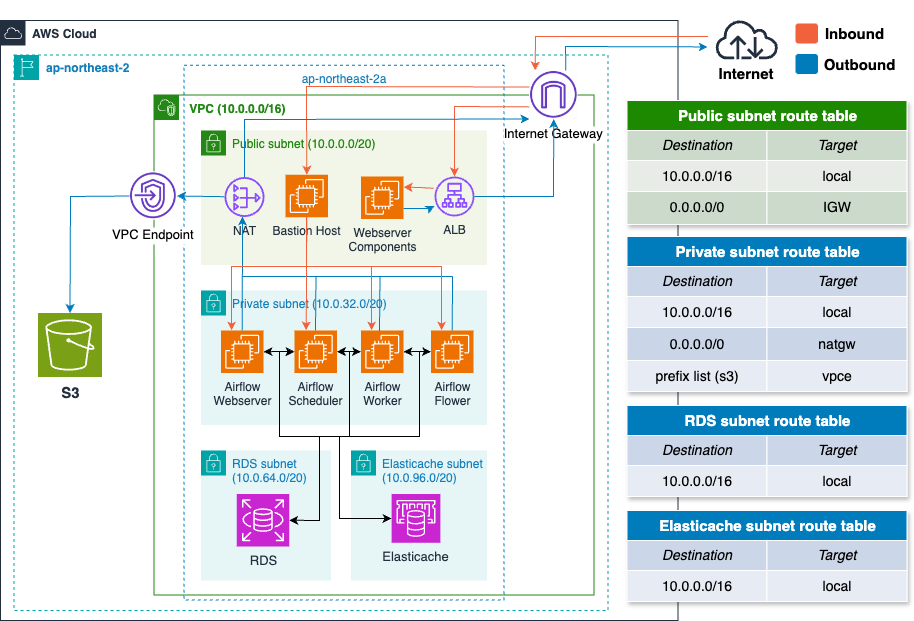 AWS Cloud
ap-northeast-2
ap-northeast-2a
Internet
Inbound
Outbound
VPC (10.0.0.0/16)
Internet Gateway
Public subnet (10.0.0.0/20)
VPC Endpoint
NAT
Bastion Host
Webserver
Components
ALB
S3
Private subnet (10.0.32.0/20)
Airflow
Webserver
Airflow
Scheduler
Airflow
Worker
Airflow
Flower
RDS subnet
(10.0.64.0/20)
RDS
Elasticache subnet
(10.0.96.0/20)
Elasticache
Public subnet route table
Destination Target
10.0.0.0/16 local
0.0.0.0/0 IGW
Private subnet route table
Destination Target
10.0.0.0/16 local
0.0.0.0/0 natgw
prefix list (s3) vpce
RDS subnet route table
Destination Target
10.0.0.0/16 local
Elasticache subnet route table
Destination Target
10.0.0.0/16 local